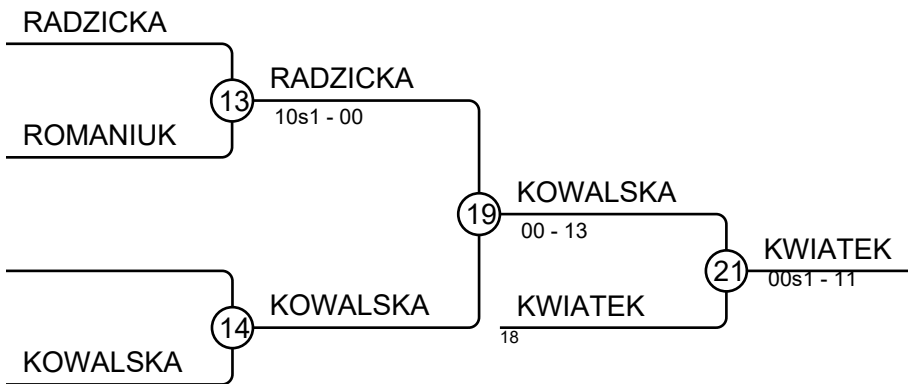 RADZICKA
13
RADZICKA
10s1 - 00
ROMANIUK
19
KOWALSKA
00 - 13
21
KWIATEK
00s1 - 11
14
KOWALSKA
KWIATEK
18
KOWALSKA